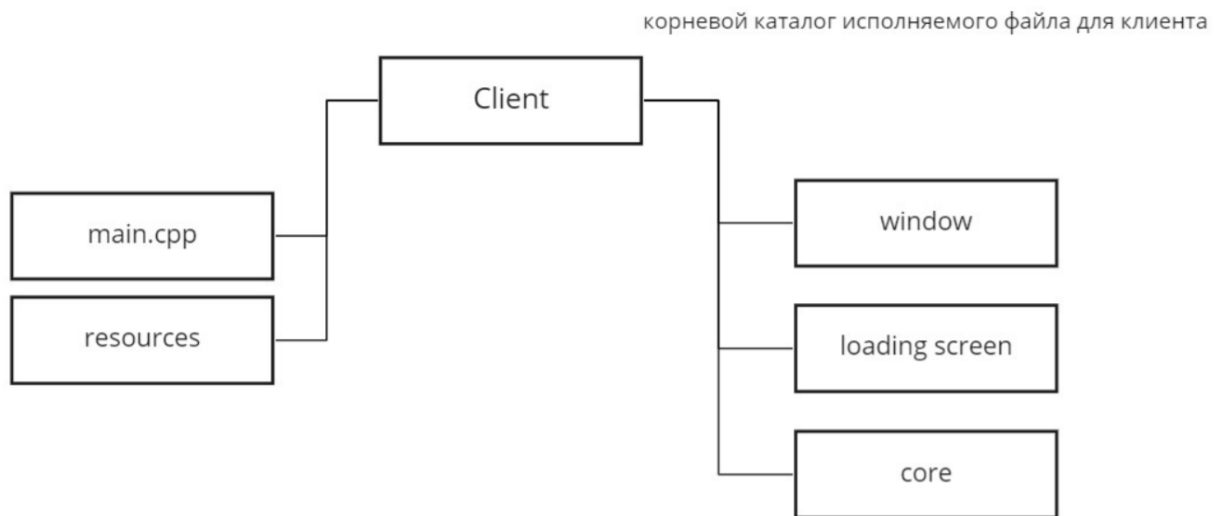 корневой каталог исполняемого файла для клиента
Client
main.cpp
resources
window
loading screen
core